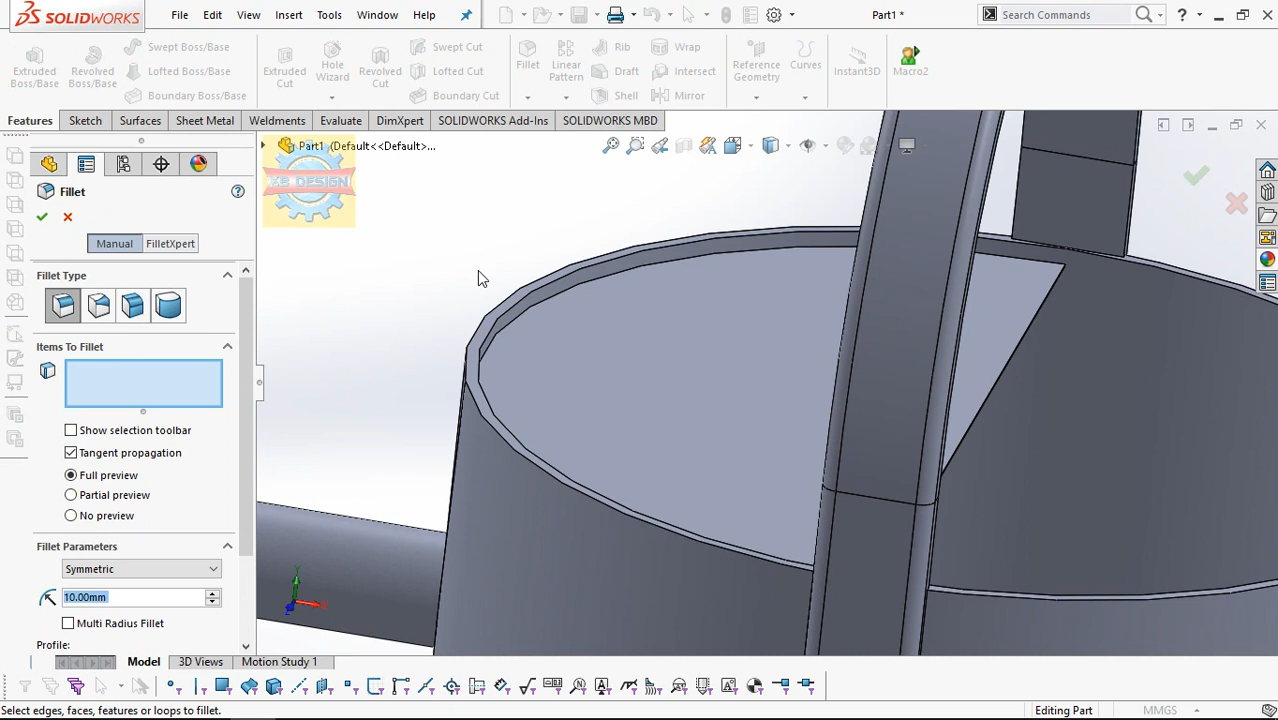 SOLIDWORKS
File Edit View Insert Tools Window Help
Part1 *
Search Commands
Extruded Boss/Base
Revolved Boss/Base
Swept Boss/Base
Lofted Boss/Base
Boundary Boss/Base
Extruded Cut
Hole Wizard
Revolved Cut
Swept Cut
Lofted Cut
Boundary Cut
Fillet
Linear Pattern
Rib
Draft
Shell
Wrap
Intersect
Mirror
Reference Geometry
Curves
Instant3D
Macro2
Features Sketch Surfaces Sheet Metal Weldments Evaluate DimXpert SOLIDWORKS Add-Ins SOLIDWORKS MBD
Part1 (Default<<Default>...
KB DESIGN
Fillet
Manual FilletXpert
Fillet Type
Items To Fillet
Show selection toolbar
Tangent propagation
Full preview
Partial preview
No preview
Fillet Parameters
Symmetric
10.00mm
Multi Radius Fillet
Profile:
Model 3D Views Motion Study 1
Select edges, faces, features or loops to fillet.
Editing Part
MMGS